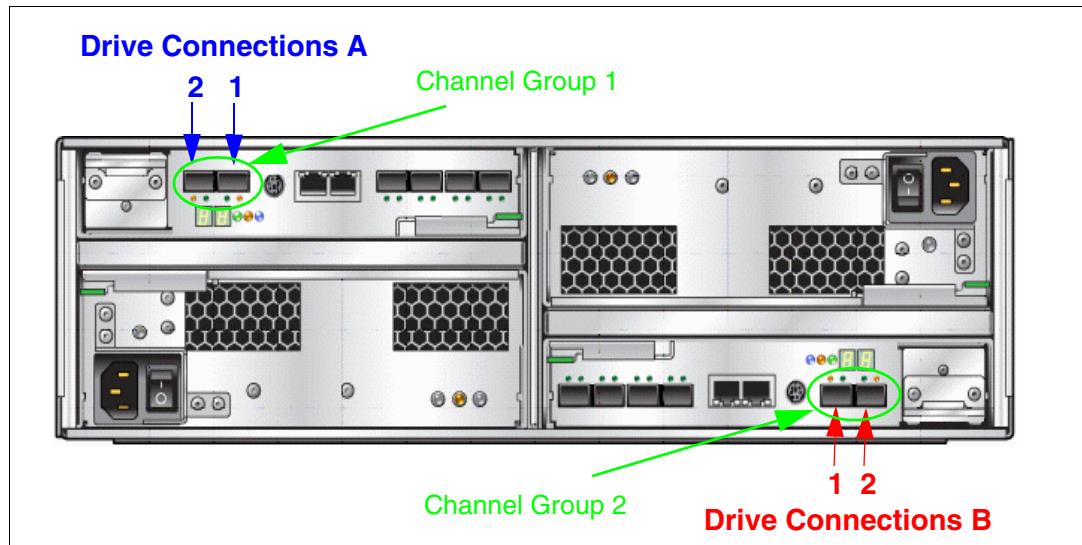 Drive Connections A
2 1
Channel Group 1
Channel Group 2
1 2
Drive Connections B